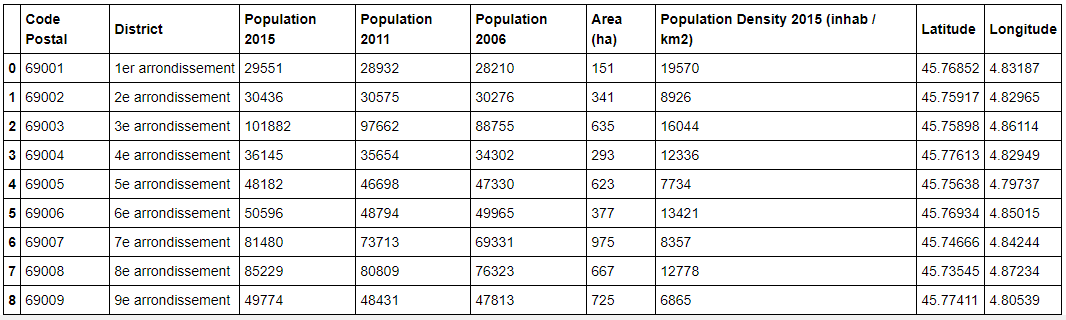 Code Postal District Population 2015 Population 2011 Population 2006 Area (ha) Population Density 2015 (inhab / km2) Latitude Longitude
0 69001 1er arrondissement 29551 28932 28210 151 19570 45.76852 4.83187
1 69002 2e arrondissement 30436 30575 30276 341 8926 45.75917 4.82965
2 69003 3e arrondissement 101882 97662 88755 635 16044 45.75898 4.86114
3 69004 4e arrondissement 36145 35654 34302 293 12336 45.77613 4.82949
4 69005 5e arrondissement 48182 46698 47330 623 7734 45.75638 4.79737
5 69006 6e arrondissement 50596 48794 49965 377 13421 45.76934 4.85015
6 69007 7e arrondissement 81480 73713 69331 975 8357 45.74666 4.84244
7 69008 8e arrondissement 85229 80809 76323 667 12778 45.73545 4.87234
8 69009 9e arrondissement 49774 48431 47813 725 6865 45.77411 4.80539